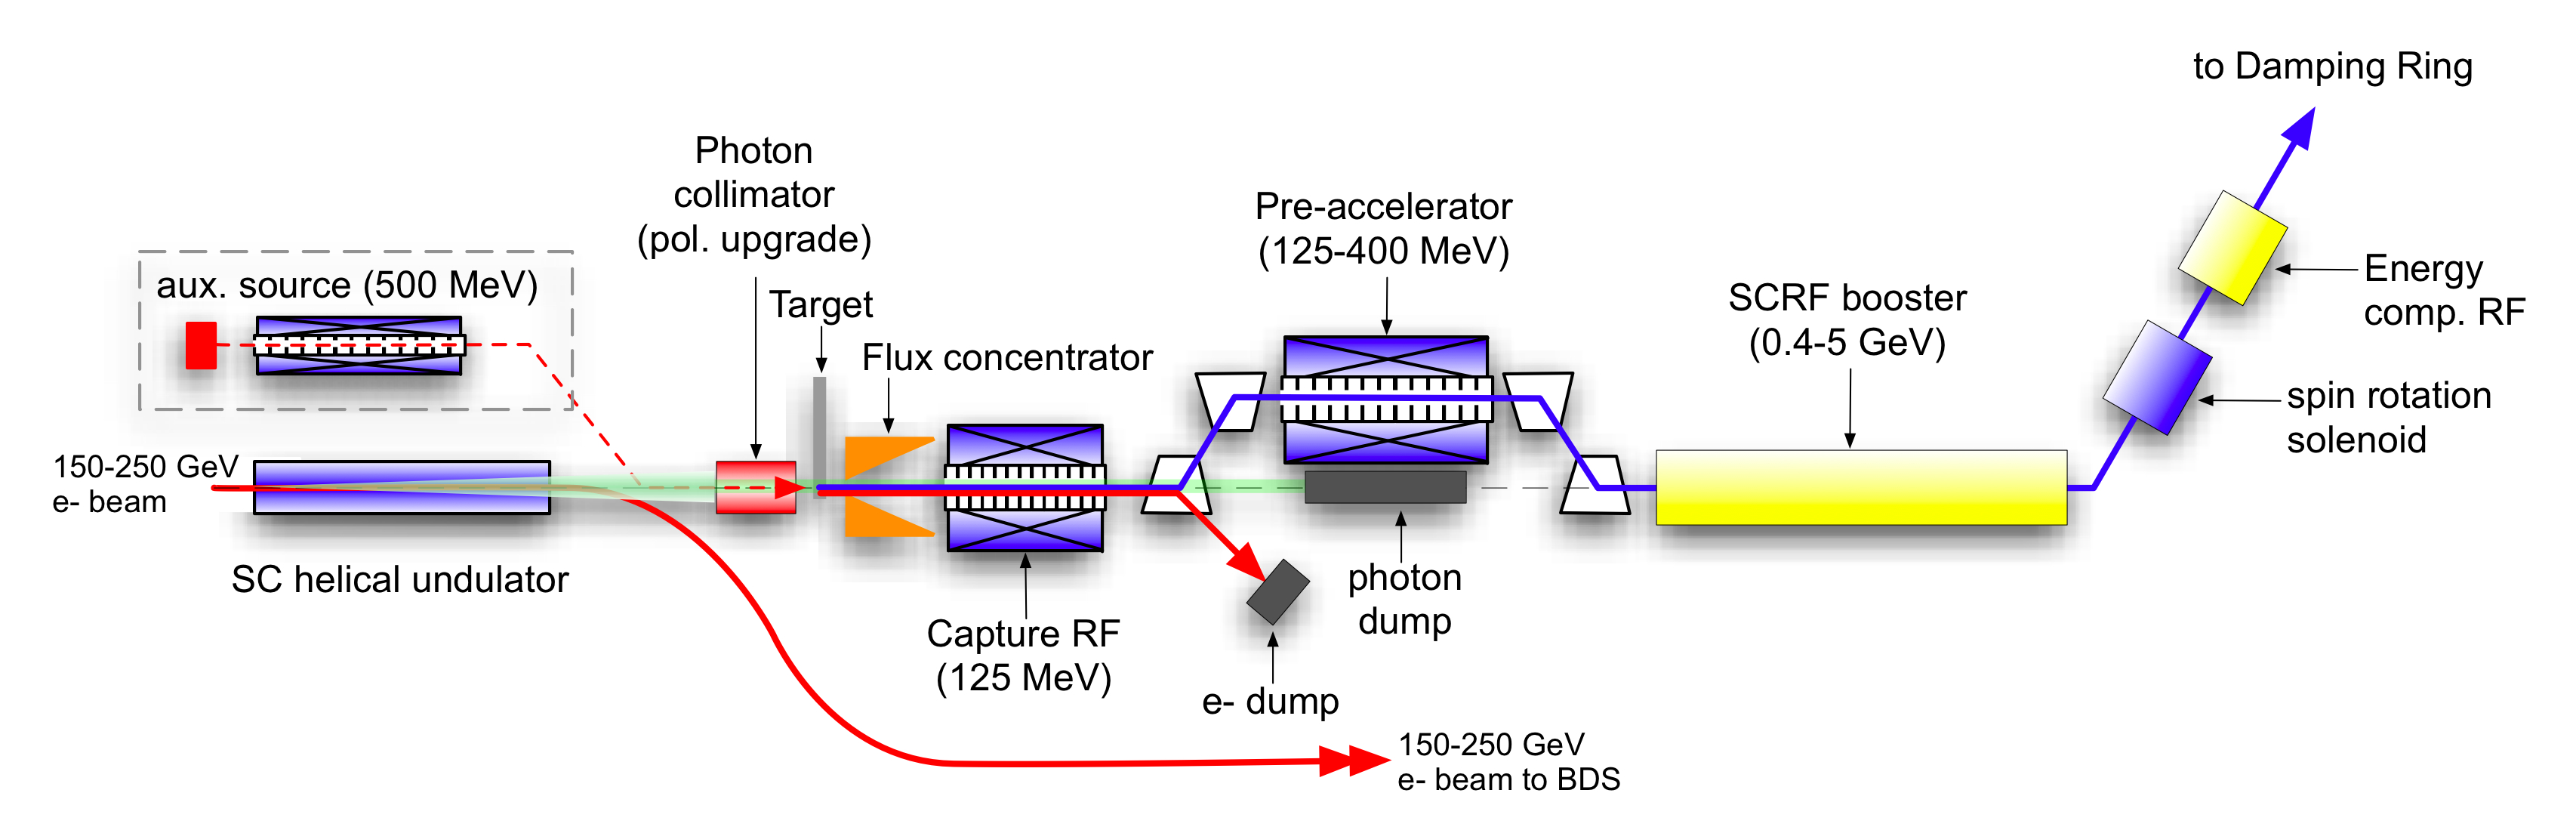 to Damping Ring
Photon
collimator
(pol. upgrade)
Pre-accelerator
(125-400 MeV)
aux. source (500 MeV)
Target
Flux concentrator
SCRF booster
(0.4-5 GeV)
Energy
comp. RF
spin rotation
solenoid
150-250 GeV
e- beam
SC helical undulator
Capture RF
(125 MeV)
photon
dump
e- dump
150-250 GeV
e- beam to BDS